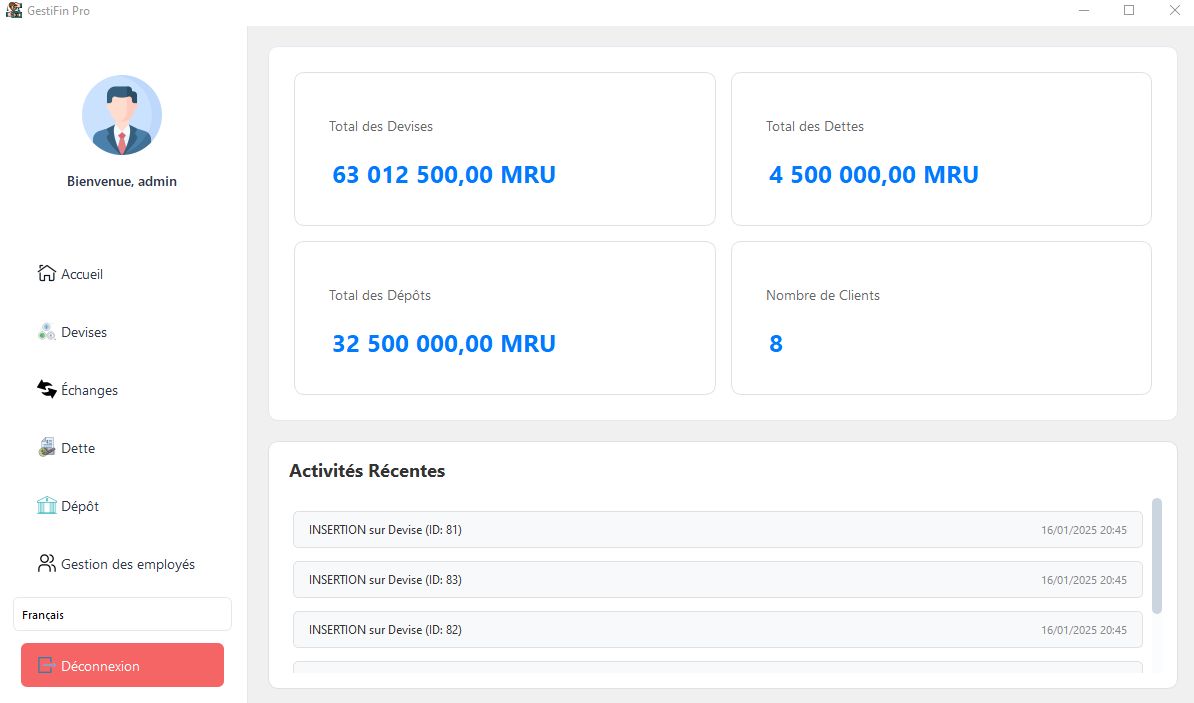 GestiFin Pro
Bienvenue, admin
Accueil
Devises
Échanges
Dette
Dépôt
Gestion des employés
Français
Déconnexion
Total des Devises
63 012 500,00 MRU
Total des Dettes
4 500 000,00 MRU
Total des Dépôts
32 500 000,00 MRU
Nombre de Clients
8
Activités Récentes
INSERTION sur Devise (ID: 81) 16/01/2025 20:45
INSERTION sur Devise (ID: 83) 16/01/2025 20:45
INSERTION sur Devise (ID: 82) 16/01/2025 20:45